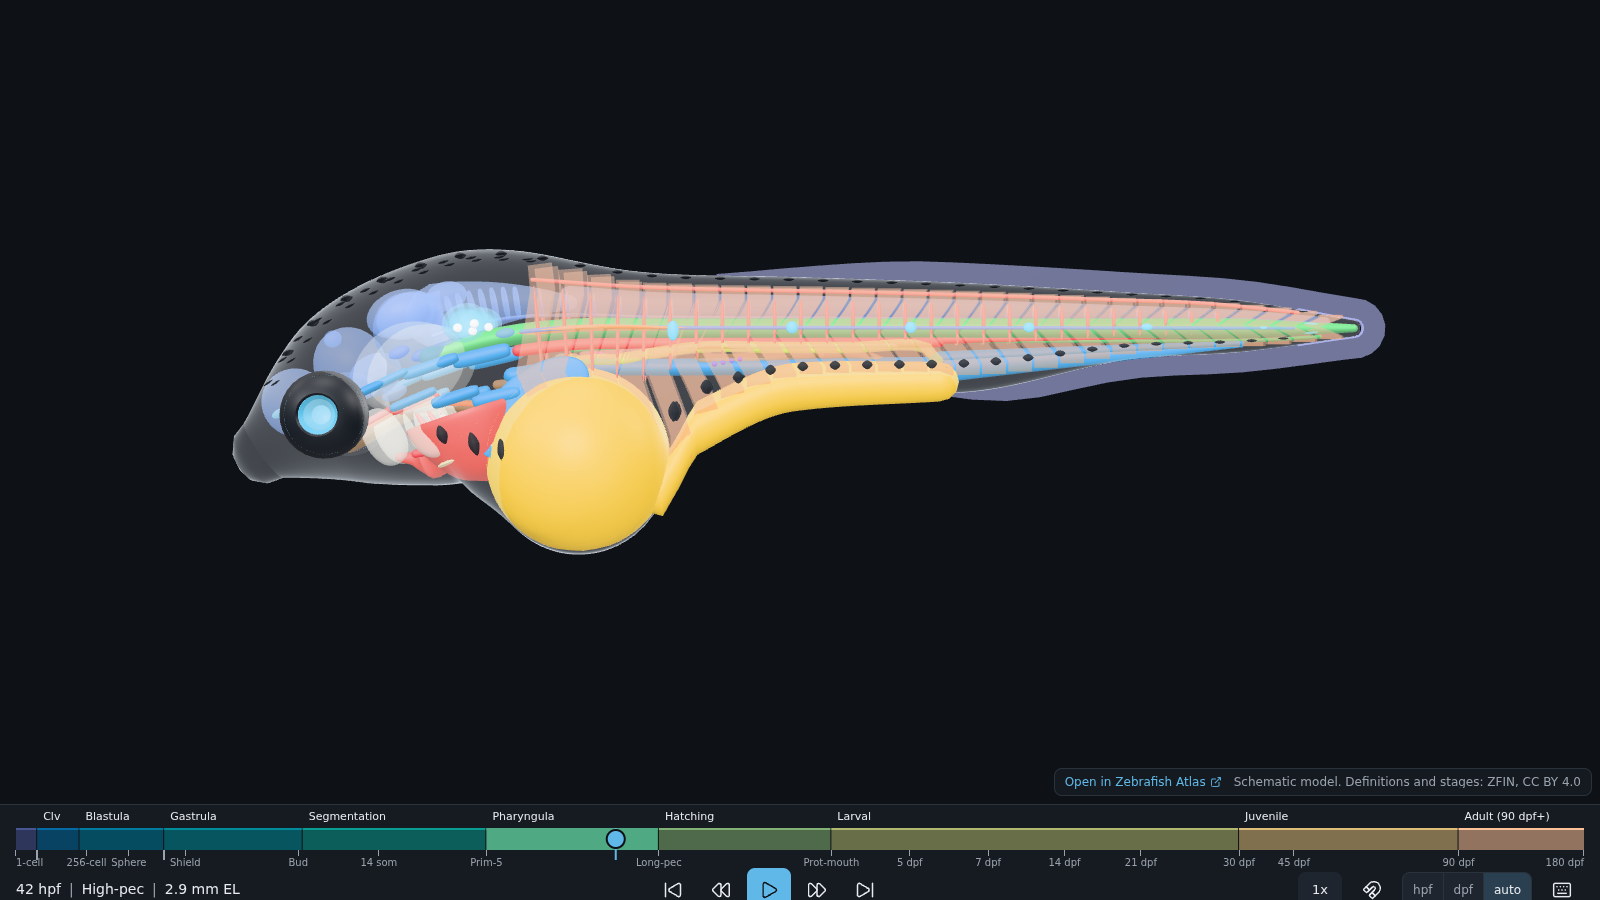 Open in Zebrafish Atlas Schematic model. Definitions and stages: ZFIN, CC BY 4.0
Clv Blastula Gastrula Segmentation Pharyngula Hatching Larval Juvenile Adult (90 dpf+)
1-cell 256-cell Sphere Shield Bud 14 som Prim-5 Long-pec Prot-mouth 5 dpf 7 dpf 14 dpf 21 dpf 30 dpf 45 dpf 90 dpf 180 dpf
42 hpf | High-pec | 2.9 mm EL 1x hpf dpf auto